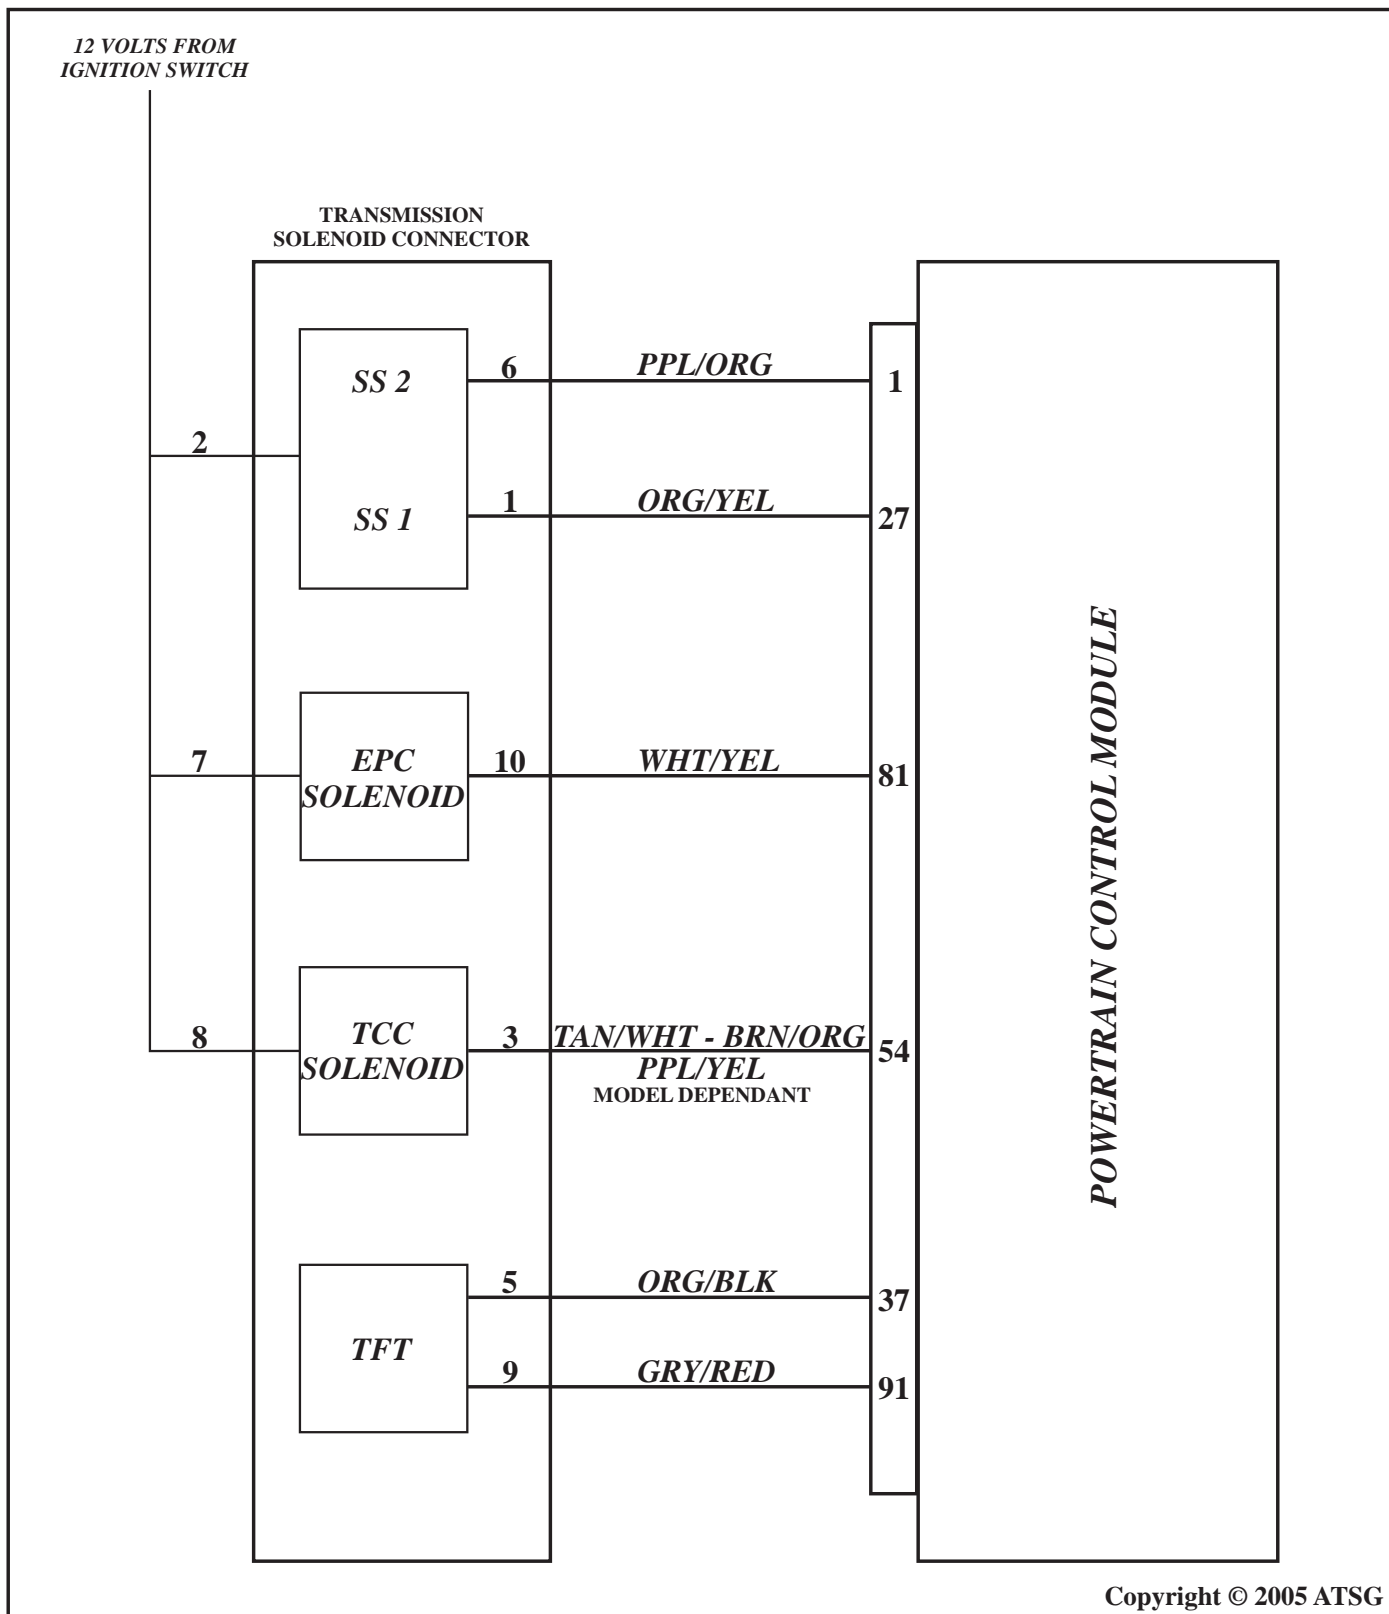 12 VOLTS FROM
IGNITION SWITCH
TRANSMISSION
SOLENOID CONNECTOR
SS 2
6
PPL/ORG
1
2
SS 1
1
ORG/YEL
27
7
EPC
SOLENOID
10
WHT/YEL
81
8
TCC
SOLENOID
3
TAN/WHT - BRN/ORG
PPL/YEL
MODEL DEPENDANT
54
TFT
5
ORG/BLK
37
9
GRY/RED
91
POWERTRAIN CONTROL MODULE
Copyright © 2005 ATSG